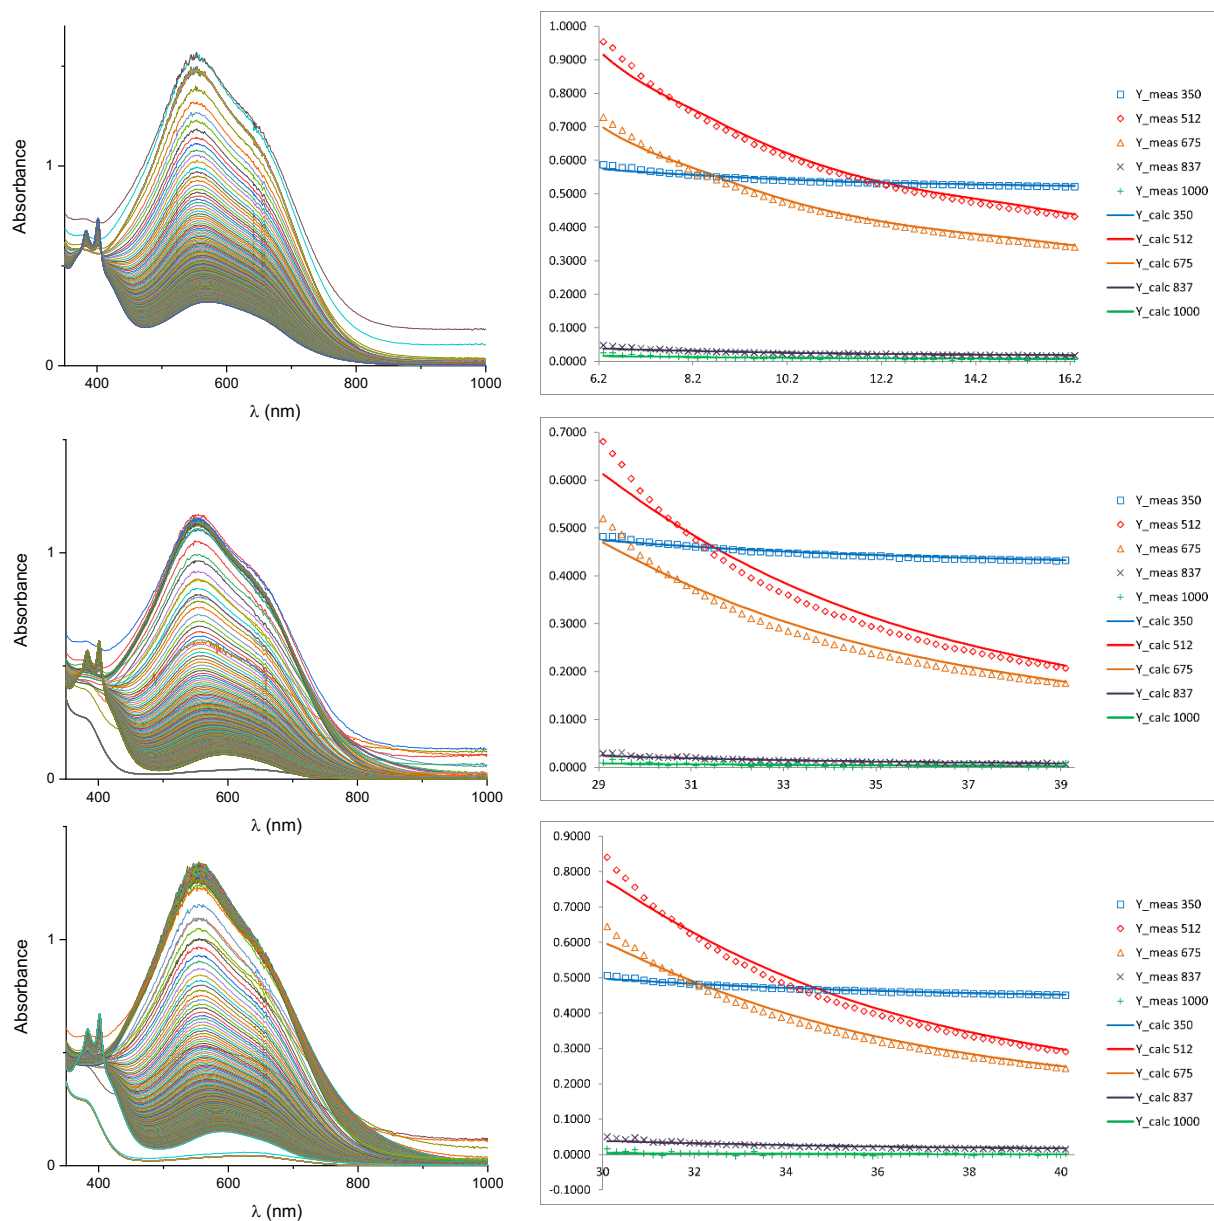 Absorbance
1
0
400 600 800 1000
λ (nm)
1.0000
0.9000
0.8000
0.7000
0.6000
0.5000
0.4000
0.3000
0.2000
0.1000
0.0000
6.2 8.2 10.2 12.2 14.2 16.2
Y_meas 350
Y_meas 512
Y_meas 675
Y_meas 837
Y_meas 1000
Y_calc 350
Y_calc 512
Y_calc 675
Y_calc 837
Y_calc 1000
Absorbance
1
0
400 600 800 1000
λ (nm)
0.7000
0.6000
0.5000
0.4000
0.3000
0.2000
0.1000
0.0000
29 31 33 35 37 39
Y_meas 350
Y_meas 512
Y_meas 675
Y_meas 837
Y_meas 1000
Y_calc 350
Y_calc 512
Y_calc 675
Y_calc 837
Y_calc 1000
Absorbance
1
0
400 600 800 1000
λ (nm)
0.9000
0.8000
0.7000
0.6000
0.5000
0.4000
0.3000
0.2000
0.1000
0.0000
-0.1000
30 32 34 36 38 40
Y_meas 350
Y_meas 512
Y_meas 675
Y_meas 837
Y_meas 1000
Y_calc 350
Y_calc 512
Y_calc 675
Y_calc 837
Y_calc 1000